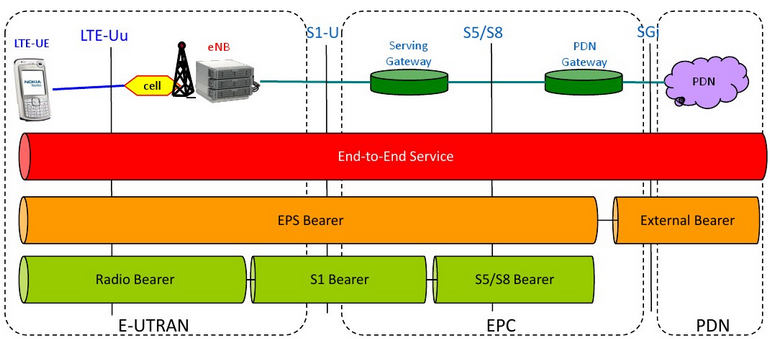 LTE-UE
LTE-Uu
eNB
S1-U
Serving
Gateway
S5/S8
PDN
Gateway
SGi
NOKIA
cell
PDN
End-to-End Service
EPS Bearer
External Bearer
Radio Bearer
S1 Bearer
S5/S8 Bearer
E-UTRAN
EPC
PDN